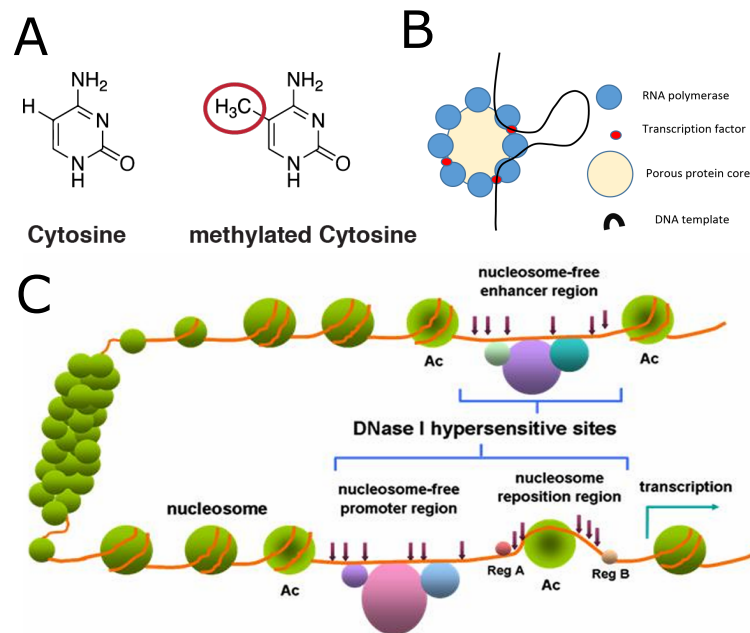 A
NH₂
H
N
N
H
O
Cytosine
NH₂
H₃C
N
N
H
O
methylated Cytosine
B
RNA polymerase
Transcription factor
Porous protein core
DNA template
C
nucleosome-free
enhancer region
Ac
Ac
DNase I hypersensitive sites
nucleosome
nucleosome-free
promoter region
nucleosome
reposition region
transcription
Ac
Reg A
Ac
Reg B